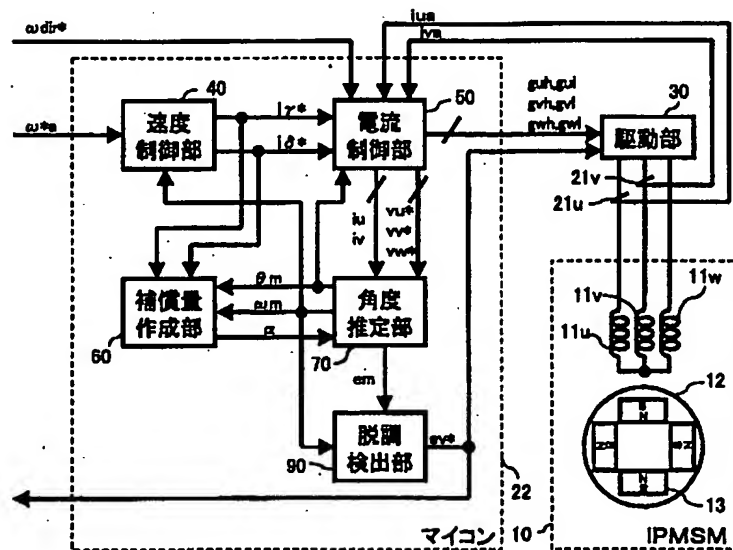 ωdir*
iua
iva
40
50
guh,gul
gvh,gvl
gwh,gwl
30
ω*a
速度
制御部
iγ*
iδ*
電流
制御部
駆動部
21v
21u
iu
iv
vu*
vv*
vw*
補償量
作成部
60
θm
ωm
角度
推定部
70
em
11w
11v
11u
12
脱調
検出部
90
sv*
22
13
10
マイコン
IPMSM